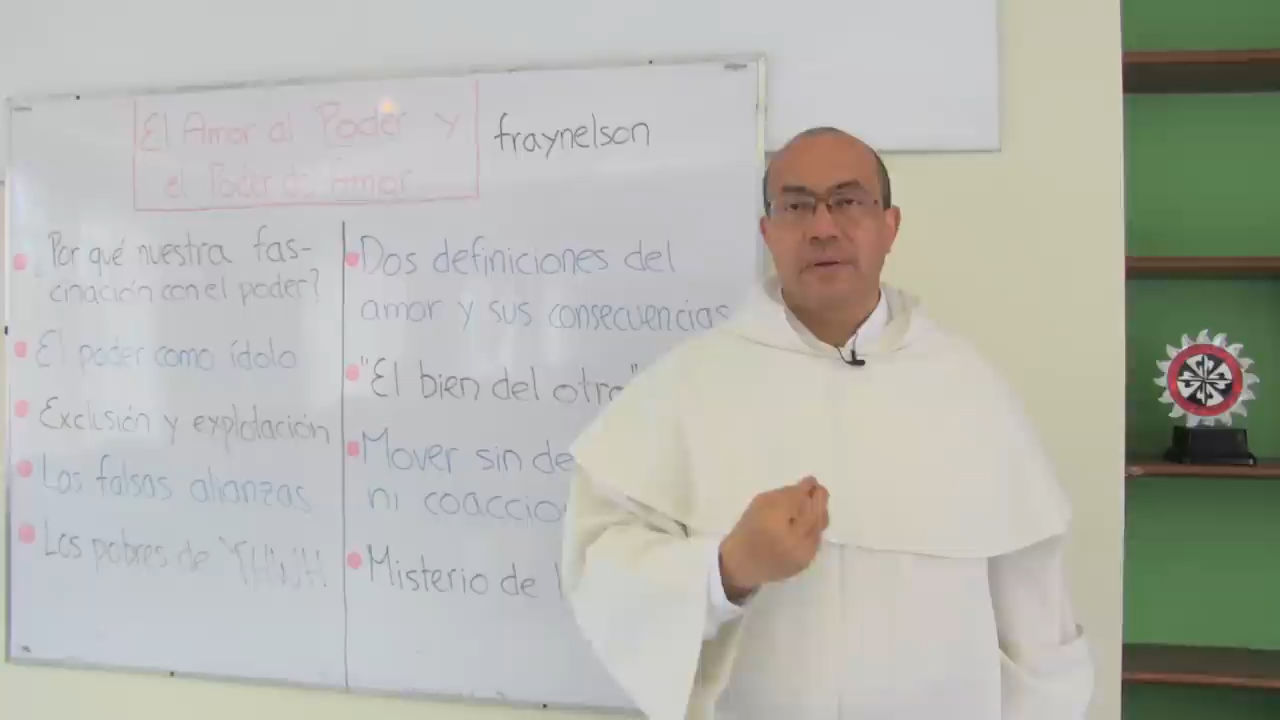 El Amor al Poder y
el Poder de Amor
fraynelson
Por qué nuestra fas-
cinación con el poder?
El poder como ídolo
Exclusión y explotación
Las falsas alianzas
Los pobres de YHWH
Dos definiciones del
amor y sus consecuencias
"El bien del otro"
Mover sin
ni
Misterio de